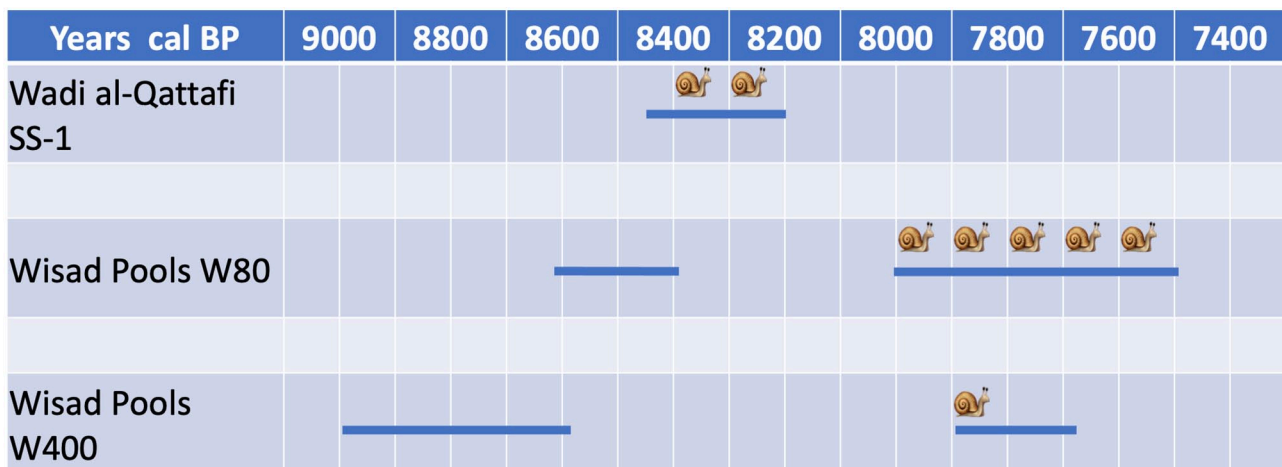 Years cal BP 9000 8800 8600 8400 8200 8000 7800 7600 7400
Wadi al-Qattafi
SS-1
Wisad Pools W80
Wisad Pools
W400